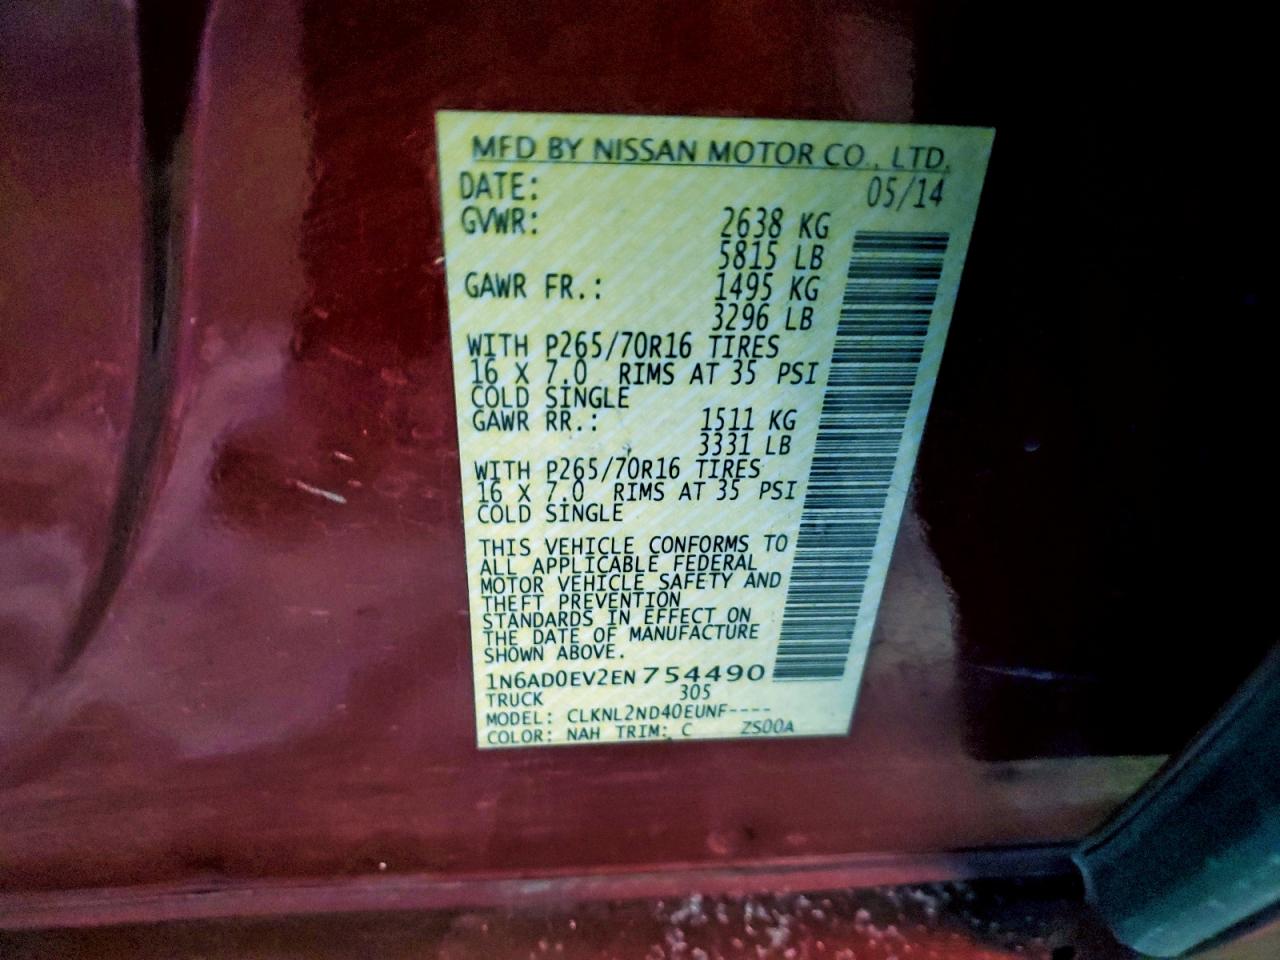 MFD BY NISSAN MOTOR CO., LTD.
DATE: 05/14
GVWR: 2638 KG
5815 LB
GAWR FR.: 1495 KG
3296 LB
WITH P265/70R16 TIRES
16 X 7.0 RIMS AT 35 PSI
COLD SINGLE
GAWR RR.: 1511 KG
3331 LB
WITH P265/70R16 TIRES
16 X 7.0 RIMS AT 35 PSI
COLD SINGLE
THIS VEHICLE CONFORMS TO
ALL APPLICABLE FEDERAL
MOTOR VEHICLE SAFETY AND
THEFT PREVENTION
STANDARDS IN EFFECT ON
THE DATE OF MANUFACTURE
SHOWN ABOVE.
1N6AD0EV2EN754490
TRUCK 305
MODEL: CLKNL2ND40EUNF----
COLOR: NAH TRIM: C ZS00A